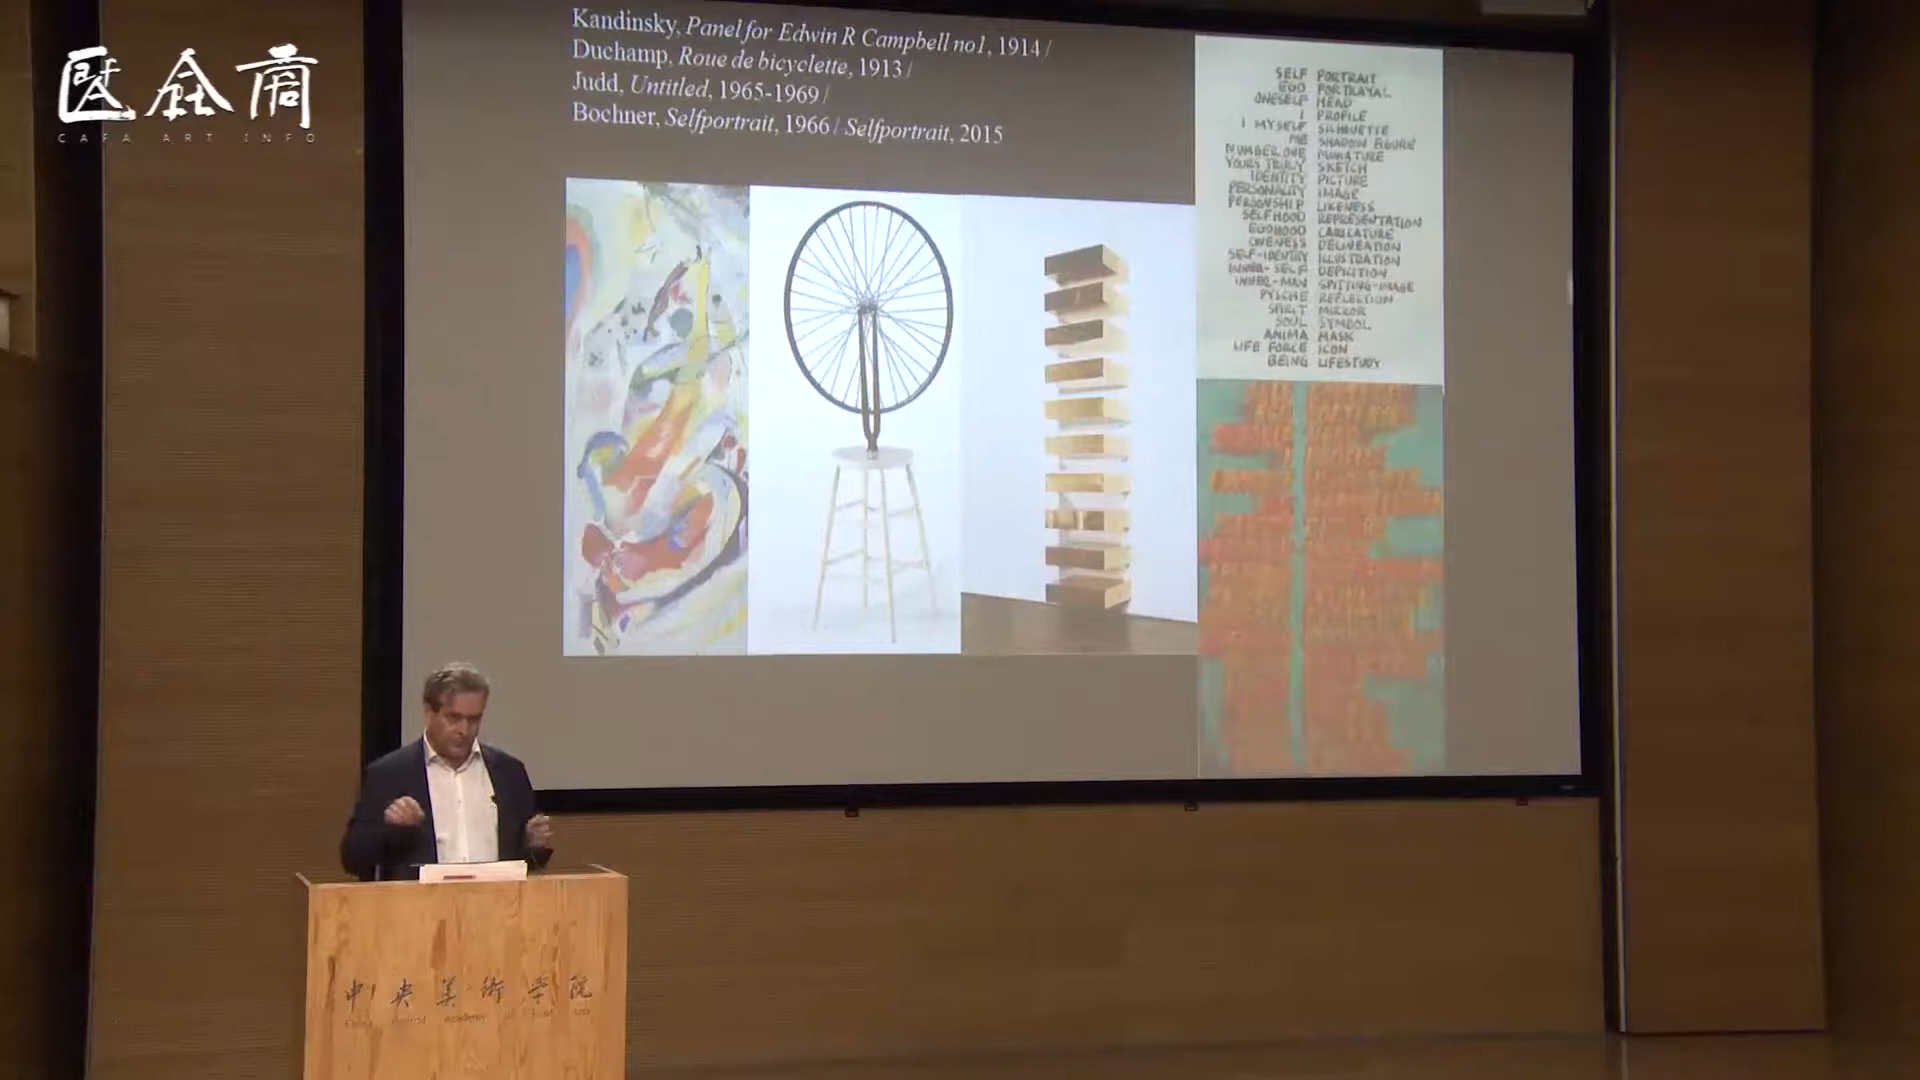 CAFA ART INFO
Kandinsky, Panel for Edwin R Campbell no1, 1914 /
Duchamp, Roue de bicyclette, 1913 /
Judd, Untitled, 1965-1969 /
Bochner, Selfportrait, 1966 / Selfportrait, 2015
SELF PORTRAIT
EGO PORTRAYAL
ONESELF HEAD
I PROFILE
I MYSELF SILHOUETTE
ME SHADOW FIGURE
NUMBER ONE MINIATURE
YOURS TRULY SKETCH
IDENTITY PICTURE
PERSONALITY IMAGE
PERSONSHIP LIKENESS
SELFHOOD REPRESENTATION
EGOHOOD CARICATURE
ONENESS DELINEATION
SELF-IDENTITY ILLUSTRATION
INNER-SELF DEPICTION
INNER-MAN SPITTING-IMAGE
PYSCHE REFLECTION
SPIRIT MIRROR
SOUL SYMBOL
ANIMA MASK
LIFE FORCE ICON
BEING LIFESTUDY
中央美術學院